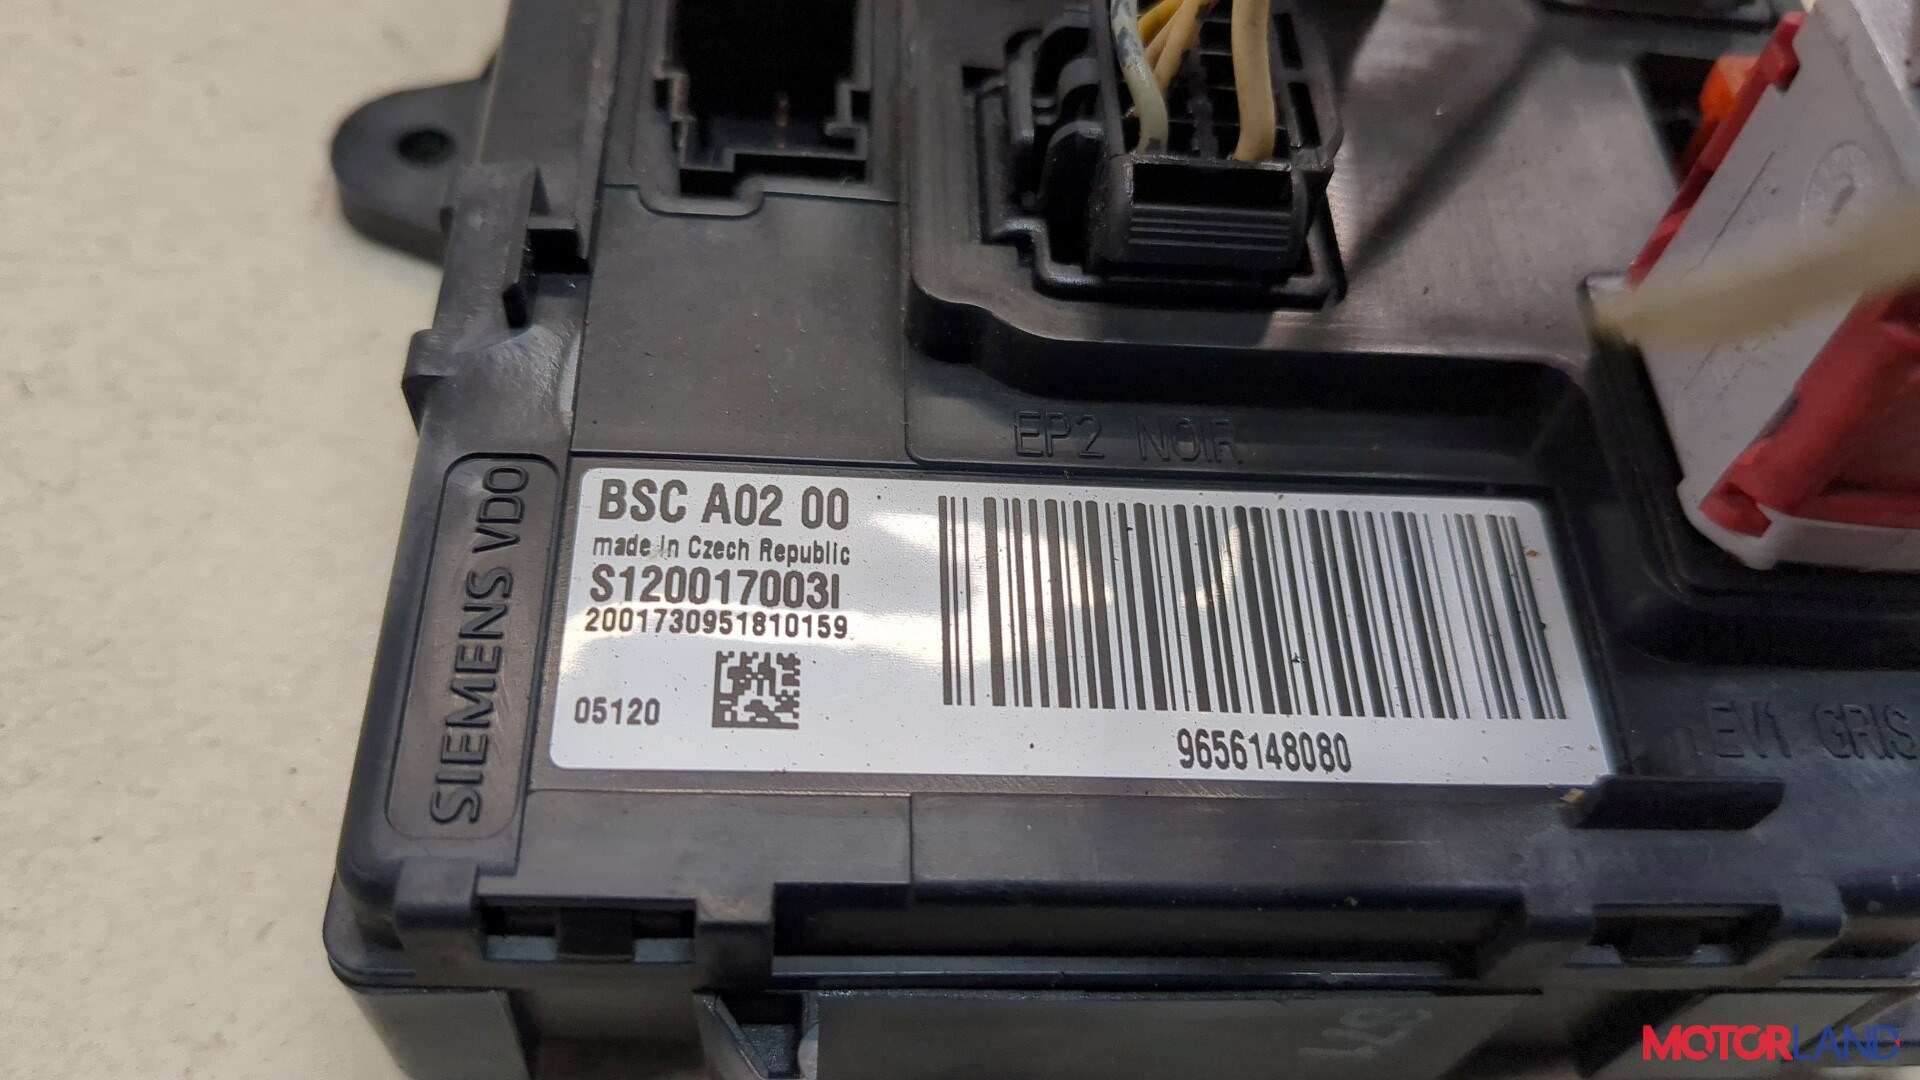 EP2 NOIR
SIEMENS VDO
BSC A02 00
made in Czech Republic
S120017003I
2001730951810159
05120
9656148080
EV1 GRIS
MOTORLAND